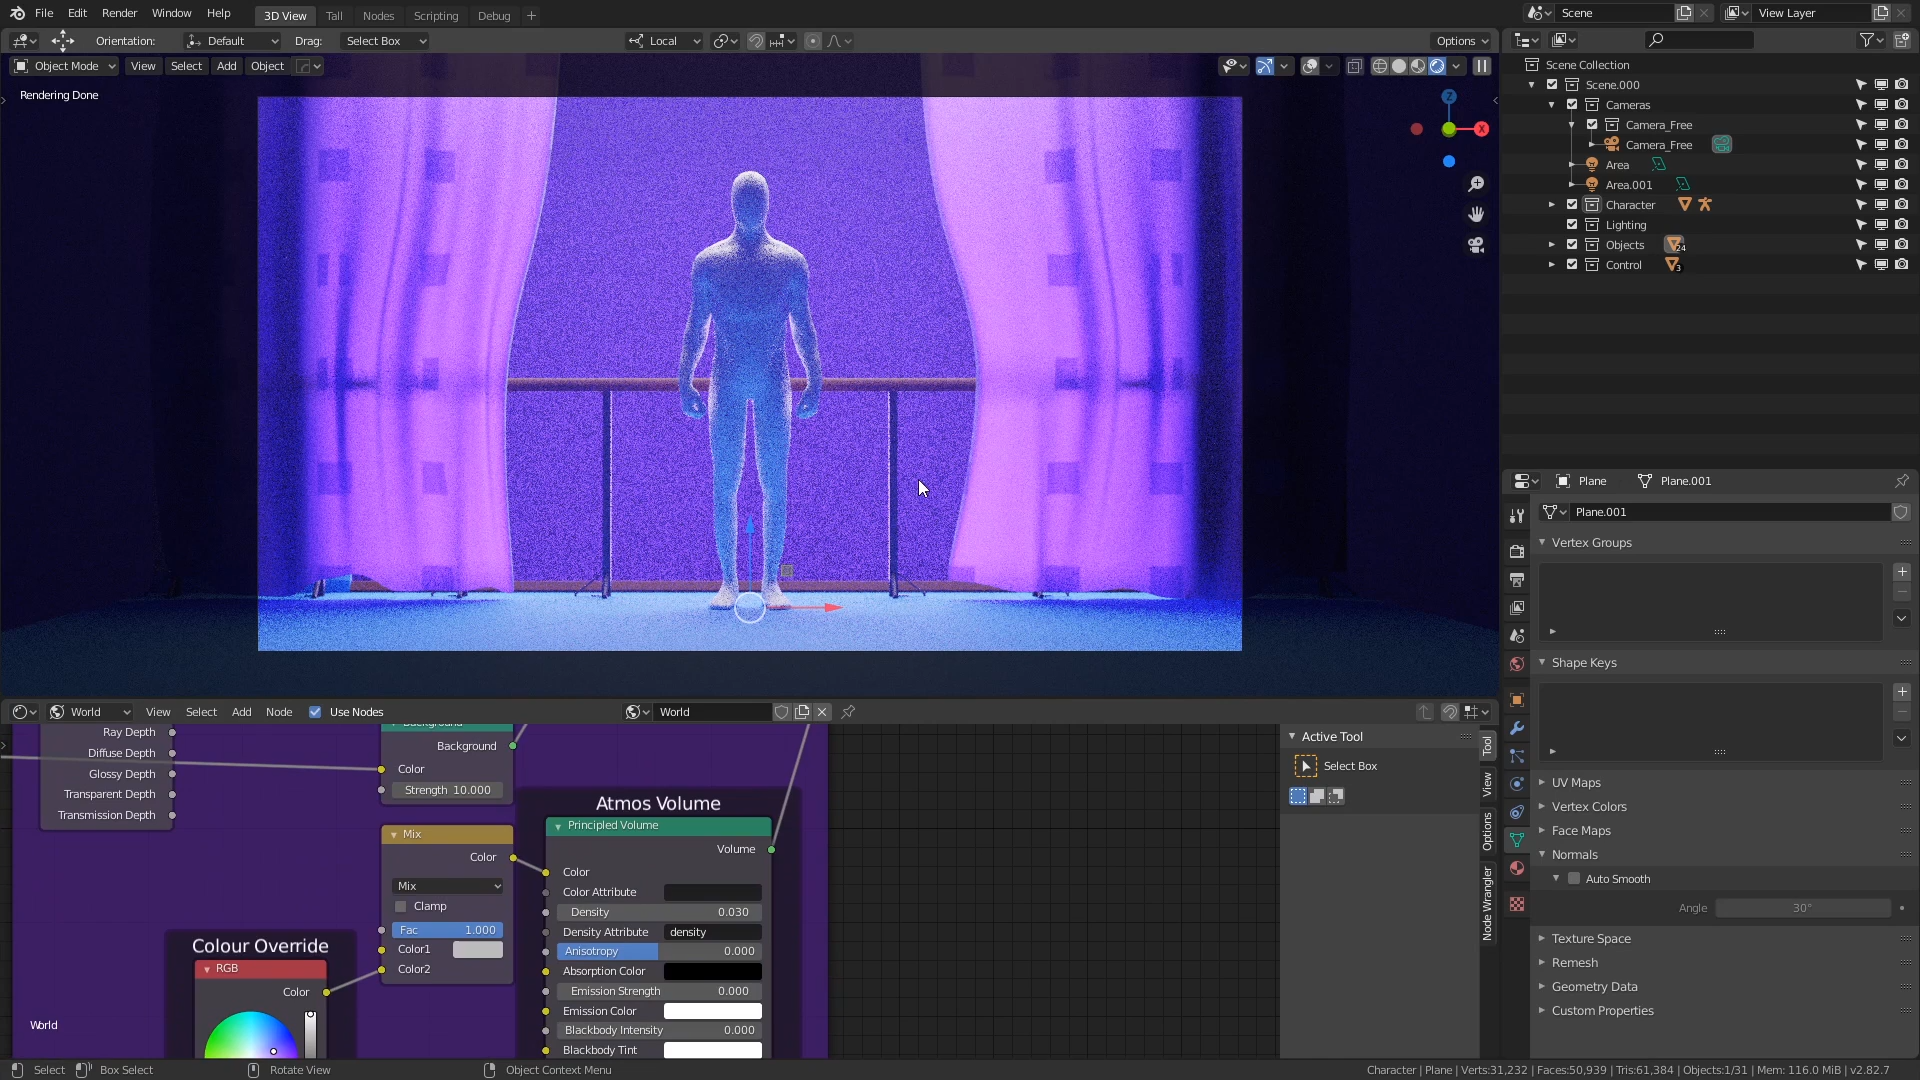 File Edit Render Window Help 3D View Tall Nodes Scripting Debug + Scene View Layer
Orientation: Default Drag: Select Box Local Options
Object Mode View Select Add Object
Rendering Done
Z
X
Scene Collection
Scene.000
Cameras
Camera_Free
Camera_Free
Area
Area.001
Character
Lighting
Objects 24
Control 3
Plane Plane.001
Plane.001
Vertex Groups
Shape Keys
UV Maps
Vertex Colors
Face Maps
Normals
Auto Smooth
Angle 30°
Texture Space
Remesh
Geometry Data
Custom Properties
World View Select Add Node Use Nodes World
Ray Depth
Diffuse Depth
Glossy Depth
Transparent Depth
Transmission Depth
Background
Background
Color
Strength 10.000
Mix
Color
Mix
Clamp
Fac 1.000
Color1
Color2
Colour Override
RGB
Color
World
Atmos Volume
Principled Volume
Volume
Color
Color Attribute
Density 0.030
Density Attribute density
Anisotropy 0.000
Absorption Color
Emission Strength 0.000
Emission Color
Blackbody Intensity 0.000
Blackbody Tint
Active Tool
Select Box
Tool
View
Options
Node Wrangler
Select Box Select Rotate View Object Context Menu Character | Plane | Verts:31,232 | Faces:50,939 | Tris:61,384 | Objects:1/31 | Mem: 116.0 MiB | v2.82.7